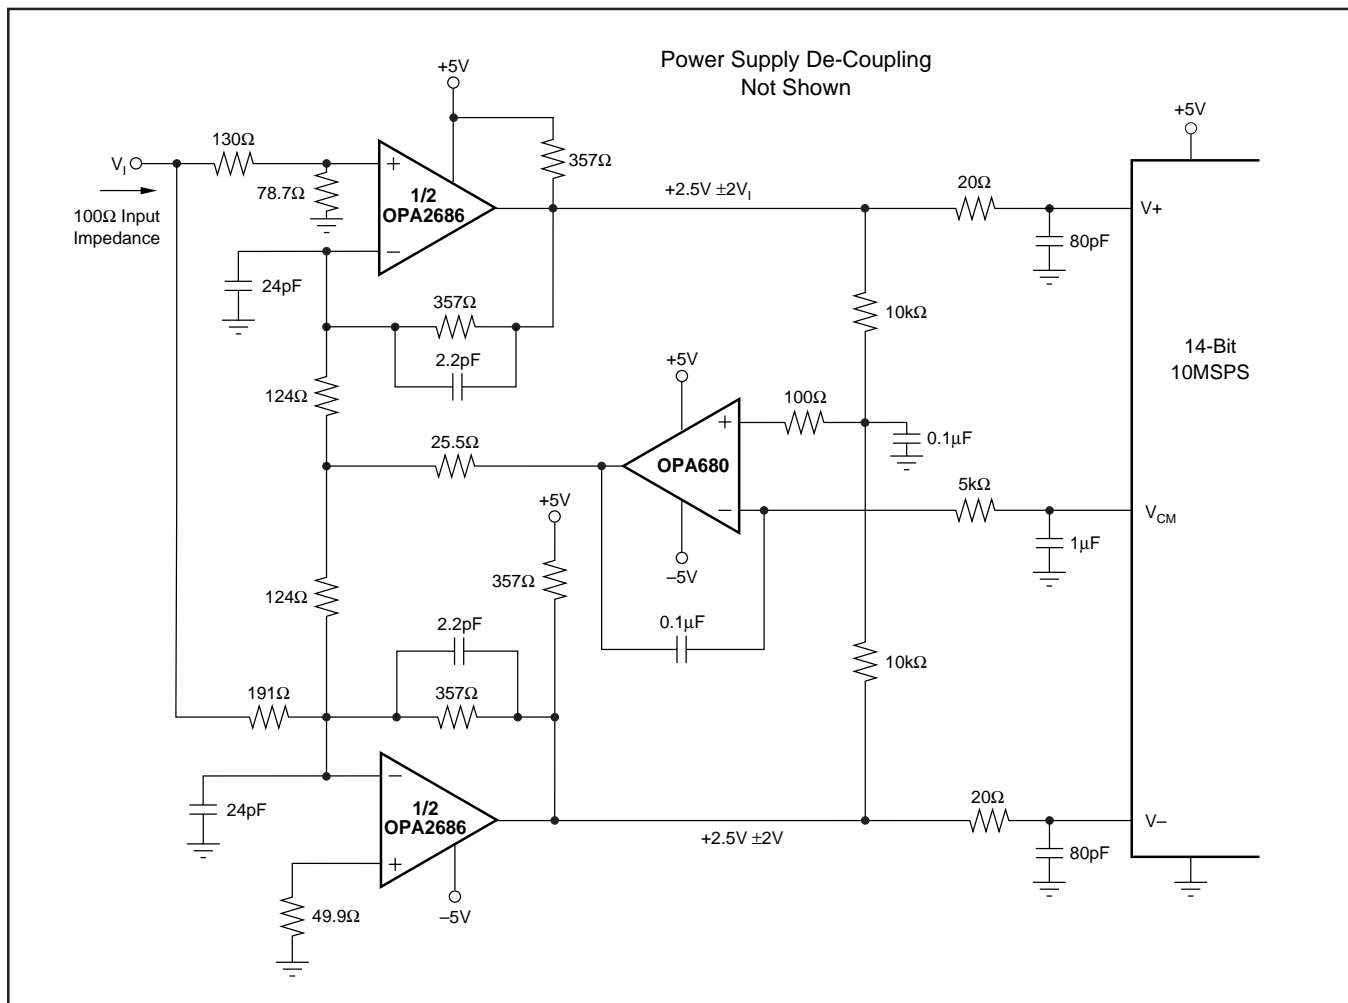 Power Supply De-Coupling
Not Shown
+5V
+5V
130Ω
357Ω
V_I
+
1/2
OPA2686
−
78.7Ω
100Ω Input
Impedance
+2.5V ±2V_I
20Ω
V+
80pF
24pF
357Ω
2.2pF
10kΩ
14-Bit
10MSPS
+5V
124Ω
100Ω
+
OPA680
−
0.1µF
25.5Ω
5kΩ
V_CM
+5V
1µF
−5V
357Ω
124Ω
2.2pF
0.1µF
10kΩ
191Ω
357Ω
−
1/2
OPA2686
+
24pF
20Ω
V−
+2.5V ±2V
80pF
49.9Ω
−5V